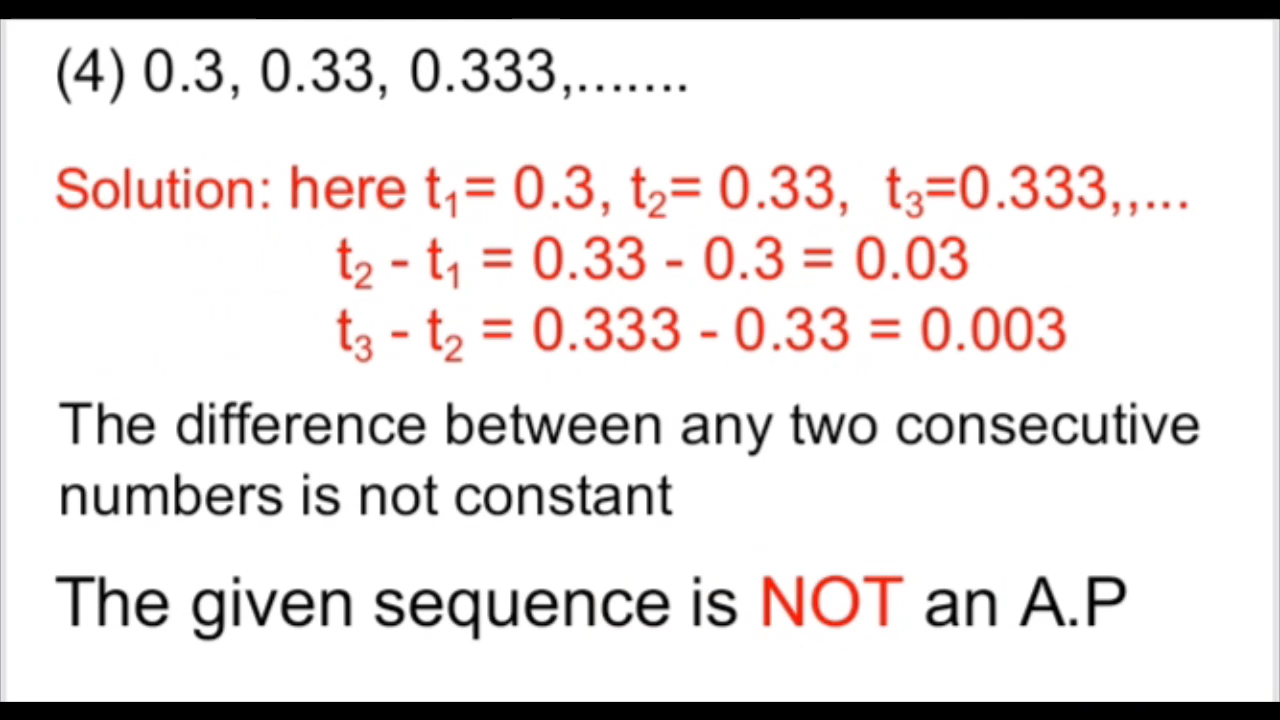 (4) 0.3, 0.33, 0.333,.......
Solution: here t₁= 0.3, t₂= 0.33, t₃=0.333,,...
t₂ - t₁ = 0.33 - 0.3 = 0.03
t₃ - t₂ = 0.333 - 0.33 = 0.003
The difference between any two consecutive
numbers is not constant
The given sequence is NOT an A.P